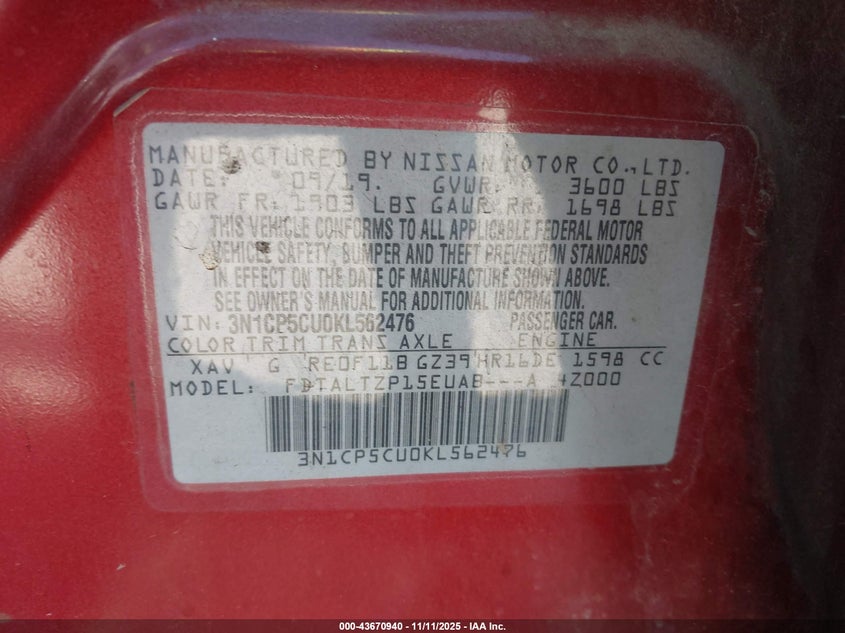 MANUFACTURED BY NISSAN MOTOR CO.,LTD.
DATE: 09/19. GVWR: 3600 LBS
GAWR FR: 1903 LBS GAWR RR: 1698 LBS
THIS VEHICLE CONFORMS TO ALL APPLICABLE FEDERAL MOTOR
VEHICLE SAFETY, BUMPER AND THEFT PREVENTION STANDARDS
IN EFFECT ON THE DATE OF MANUFACTURE SHOWN ABOVE.
SEE OWNER'S MANUAL FOR ADDITIONAL INFORMATION.
VIN: 3N1CP5CU0KL562476 PASSENGER CAR.
COLOR TRIM TRANS AXLE ENGINE
XAV G RE0F11B GZ39 HR16DE 1598 CC
MODEL: FDTALTZP15EUAB---A 4Z000
3N1CP5CU0KL562476
000-43670940 - 11/11/2025 - IAA Inc.